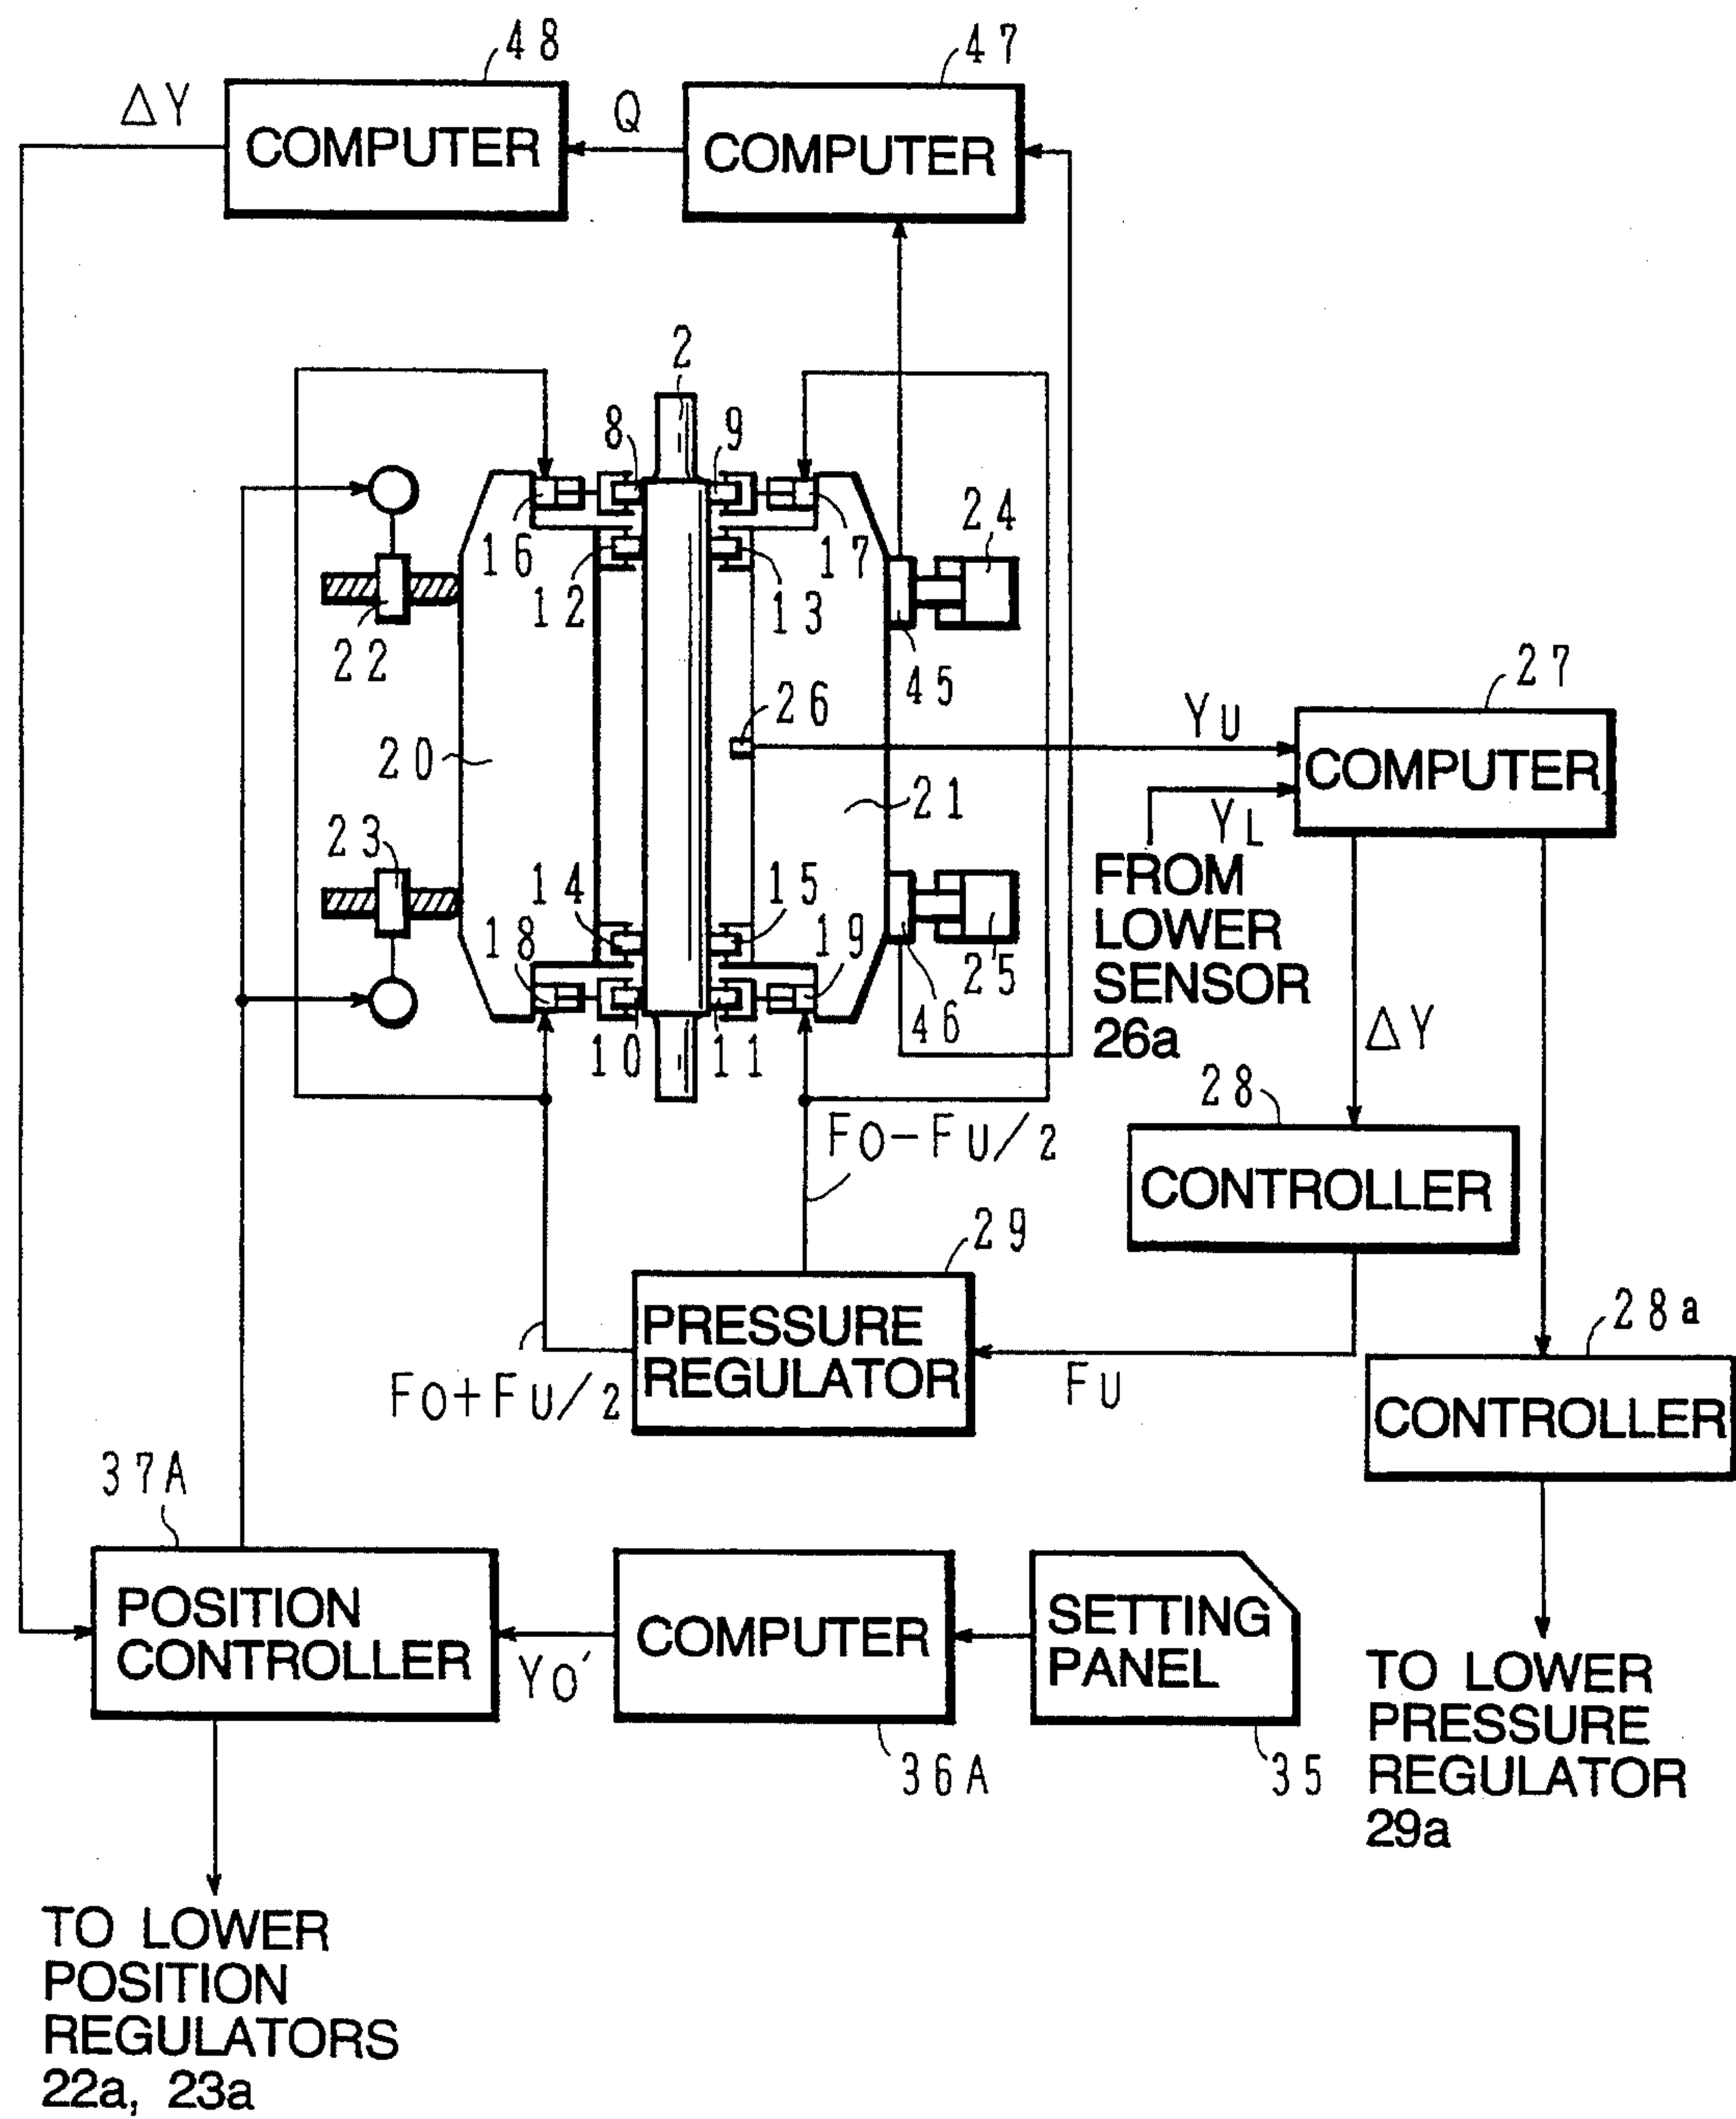 48
47
ΔY
COMPUTER
Q
COMPUTER
2
8
9
16
12
17
13
24
22
45
27
26
YU
COMPUTER
20
21
YL
23
14
15
FROM
LOWER
SENSOR
26a
18
19
25
46
10
11
ΔY
28
FO−FU/2
CONTROLLER
29
PRESSURE
REGULATOR
28a
FO+FU/2
FU
CONTROLLER
37A
POSITION
CONTROLLER
YO′
COMPUTER
SETTING
PANEL
36A
35
TO LOWER
PRESSURE
REGULATOR
29a
TO LOWER
POSITION
REGULATORS
22a, 23a